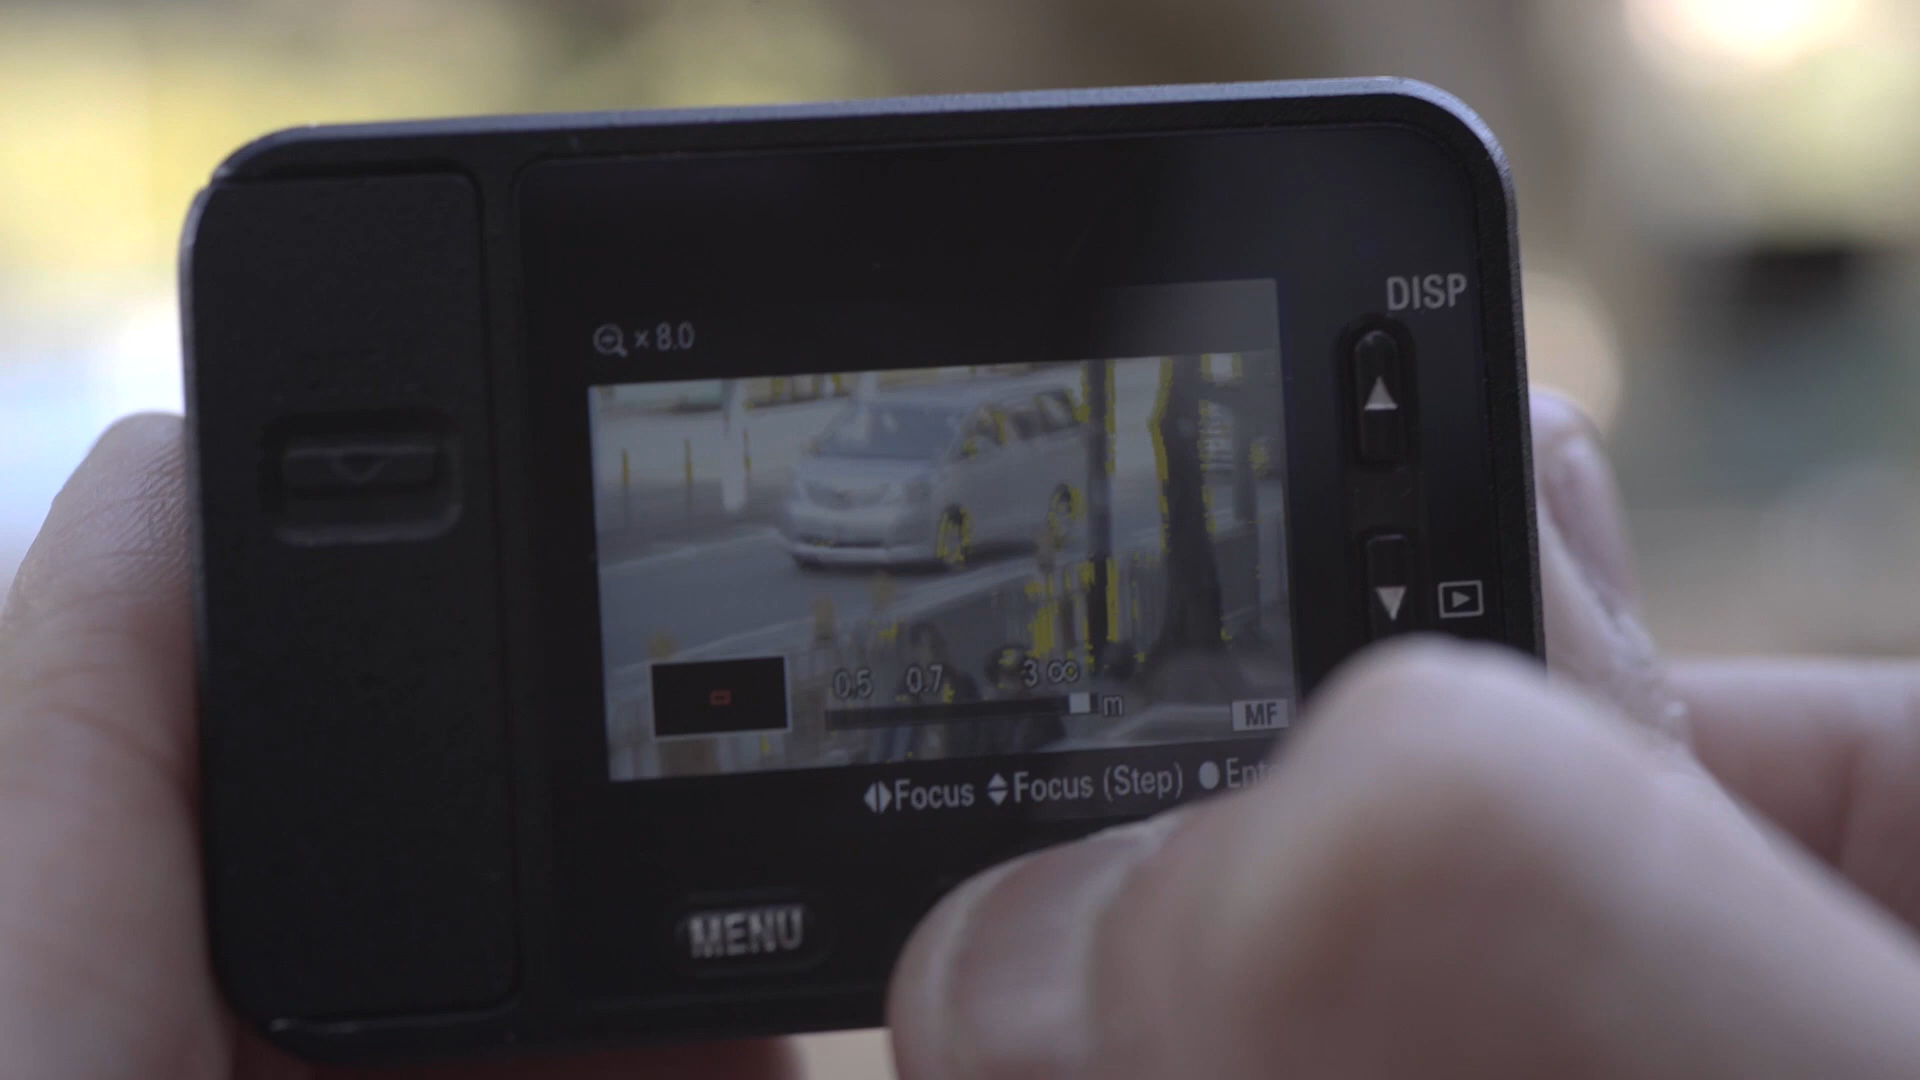 DISP
× 8.0
0.5 0.7 3 ∞
m
MF
Focus Focus (Step)
MENU